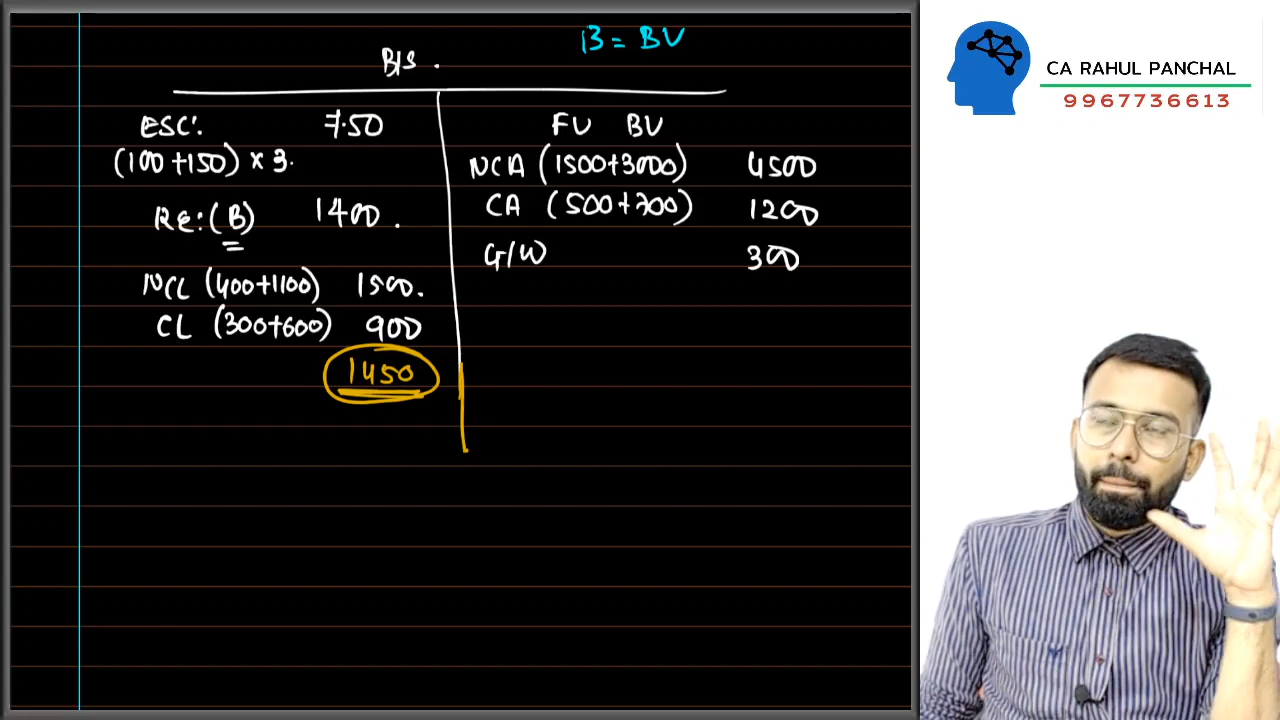 B = BV
B/S.
ESC: 750
(100+150) × 3.
RE: (B) 1400.
NCL (400+1100) 1500.
CL (300+600) 900
1450
FV BV
NCA (1500+3000) 4500
CA (500+700) 1200
G/W 300
CA RAHUL PANCHAL
9967736613